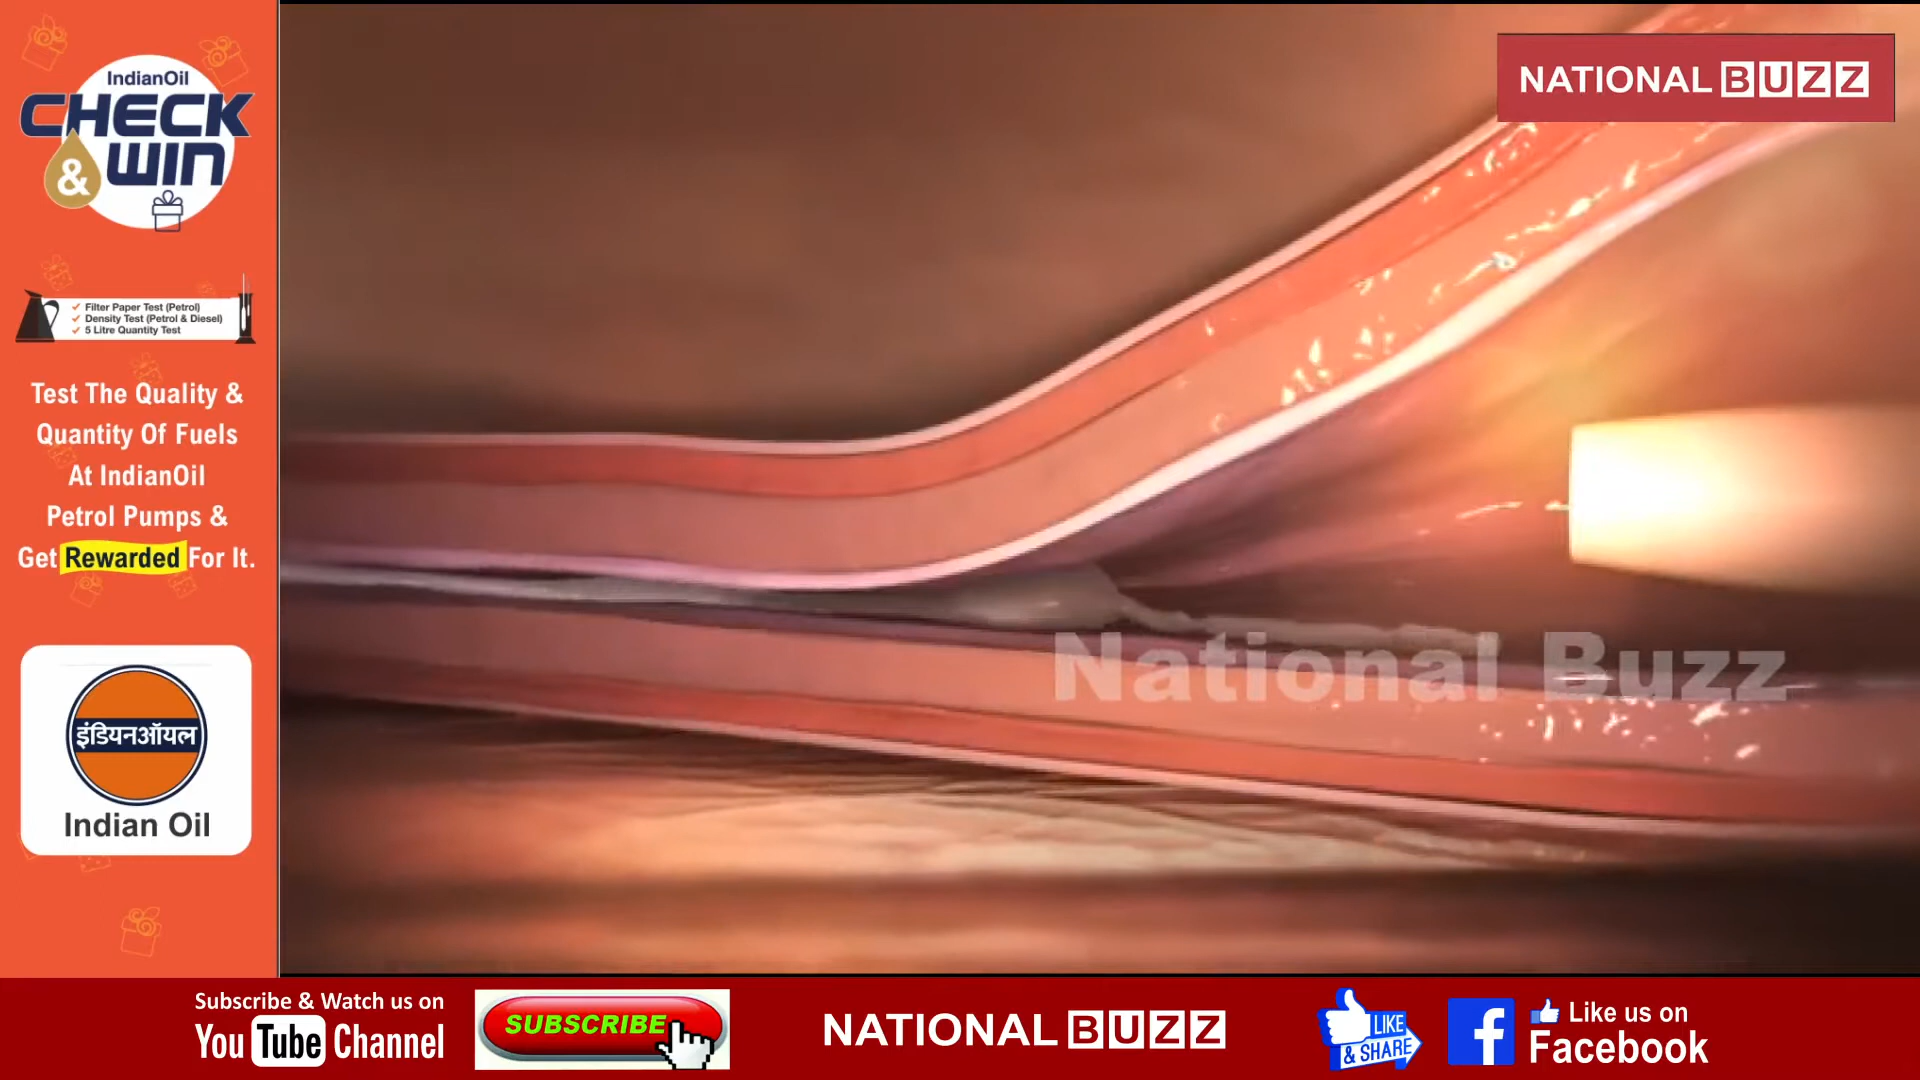 IndianOil
CHECK
& WIN
Filter Paper Test (Petrol)
Density Test (Petrol & Diesel)
5 Litre Quantity Test
Test The Quality &
Quantity Of Fuels
At IndianOil
Petrol Pumps &
Get Rewarded For It.
इंडियनऑयल
Indian Oil
NATIONAL BUZZ
National Buzz
Subscribe & Watch us on
YouTube Channel
SUBSCRIBE
NATIONAL BUZZ
LIKE
& SHARE
f
Like us on
Facebook